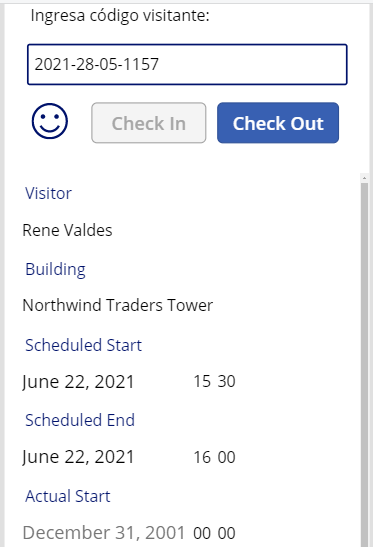 Ingresa código visitante:
2021-28-05-1157
Check In Check Out
Visitor
Rene Valdes
Building
Northwind Traders Tower
Scheduled Start
June 22, 2021 15 30
Scheduled End
June 22, 2021 16 00
Actual Start
December 31, 2001 00 00